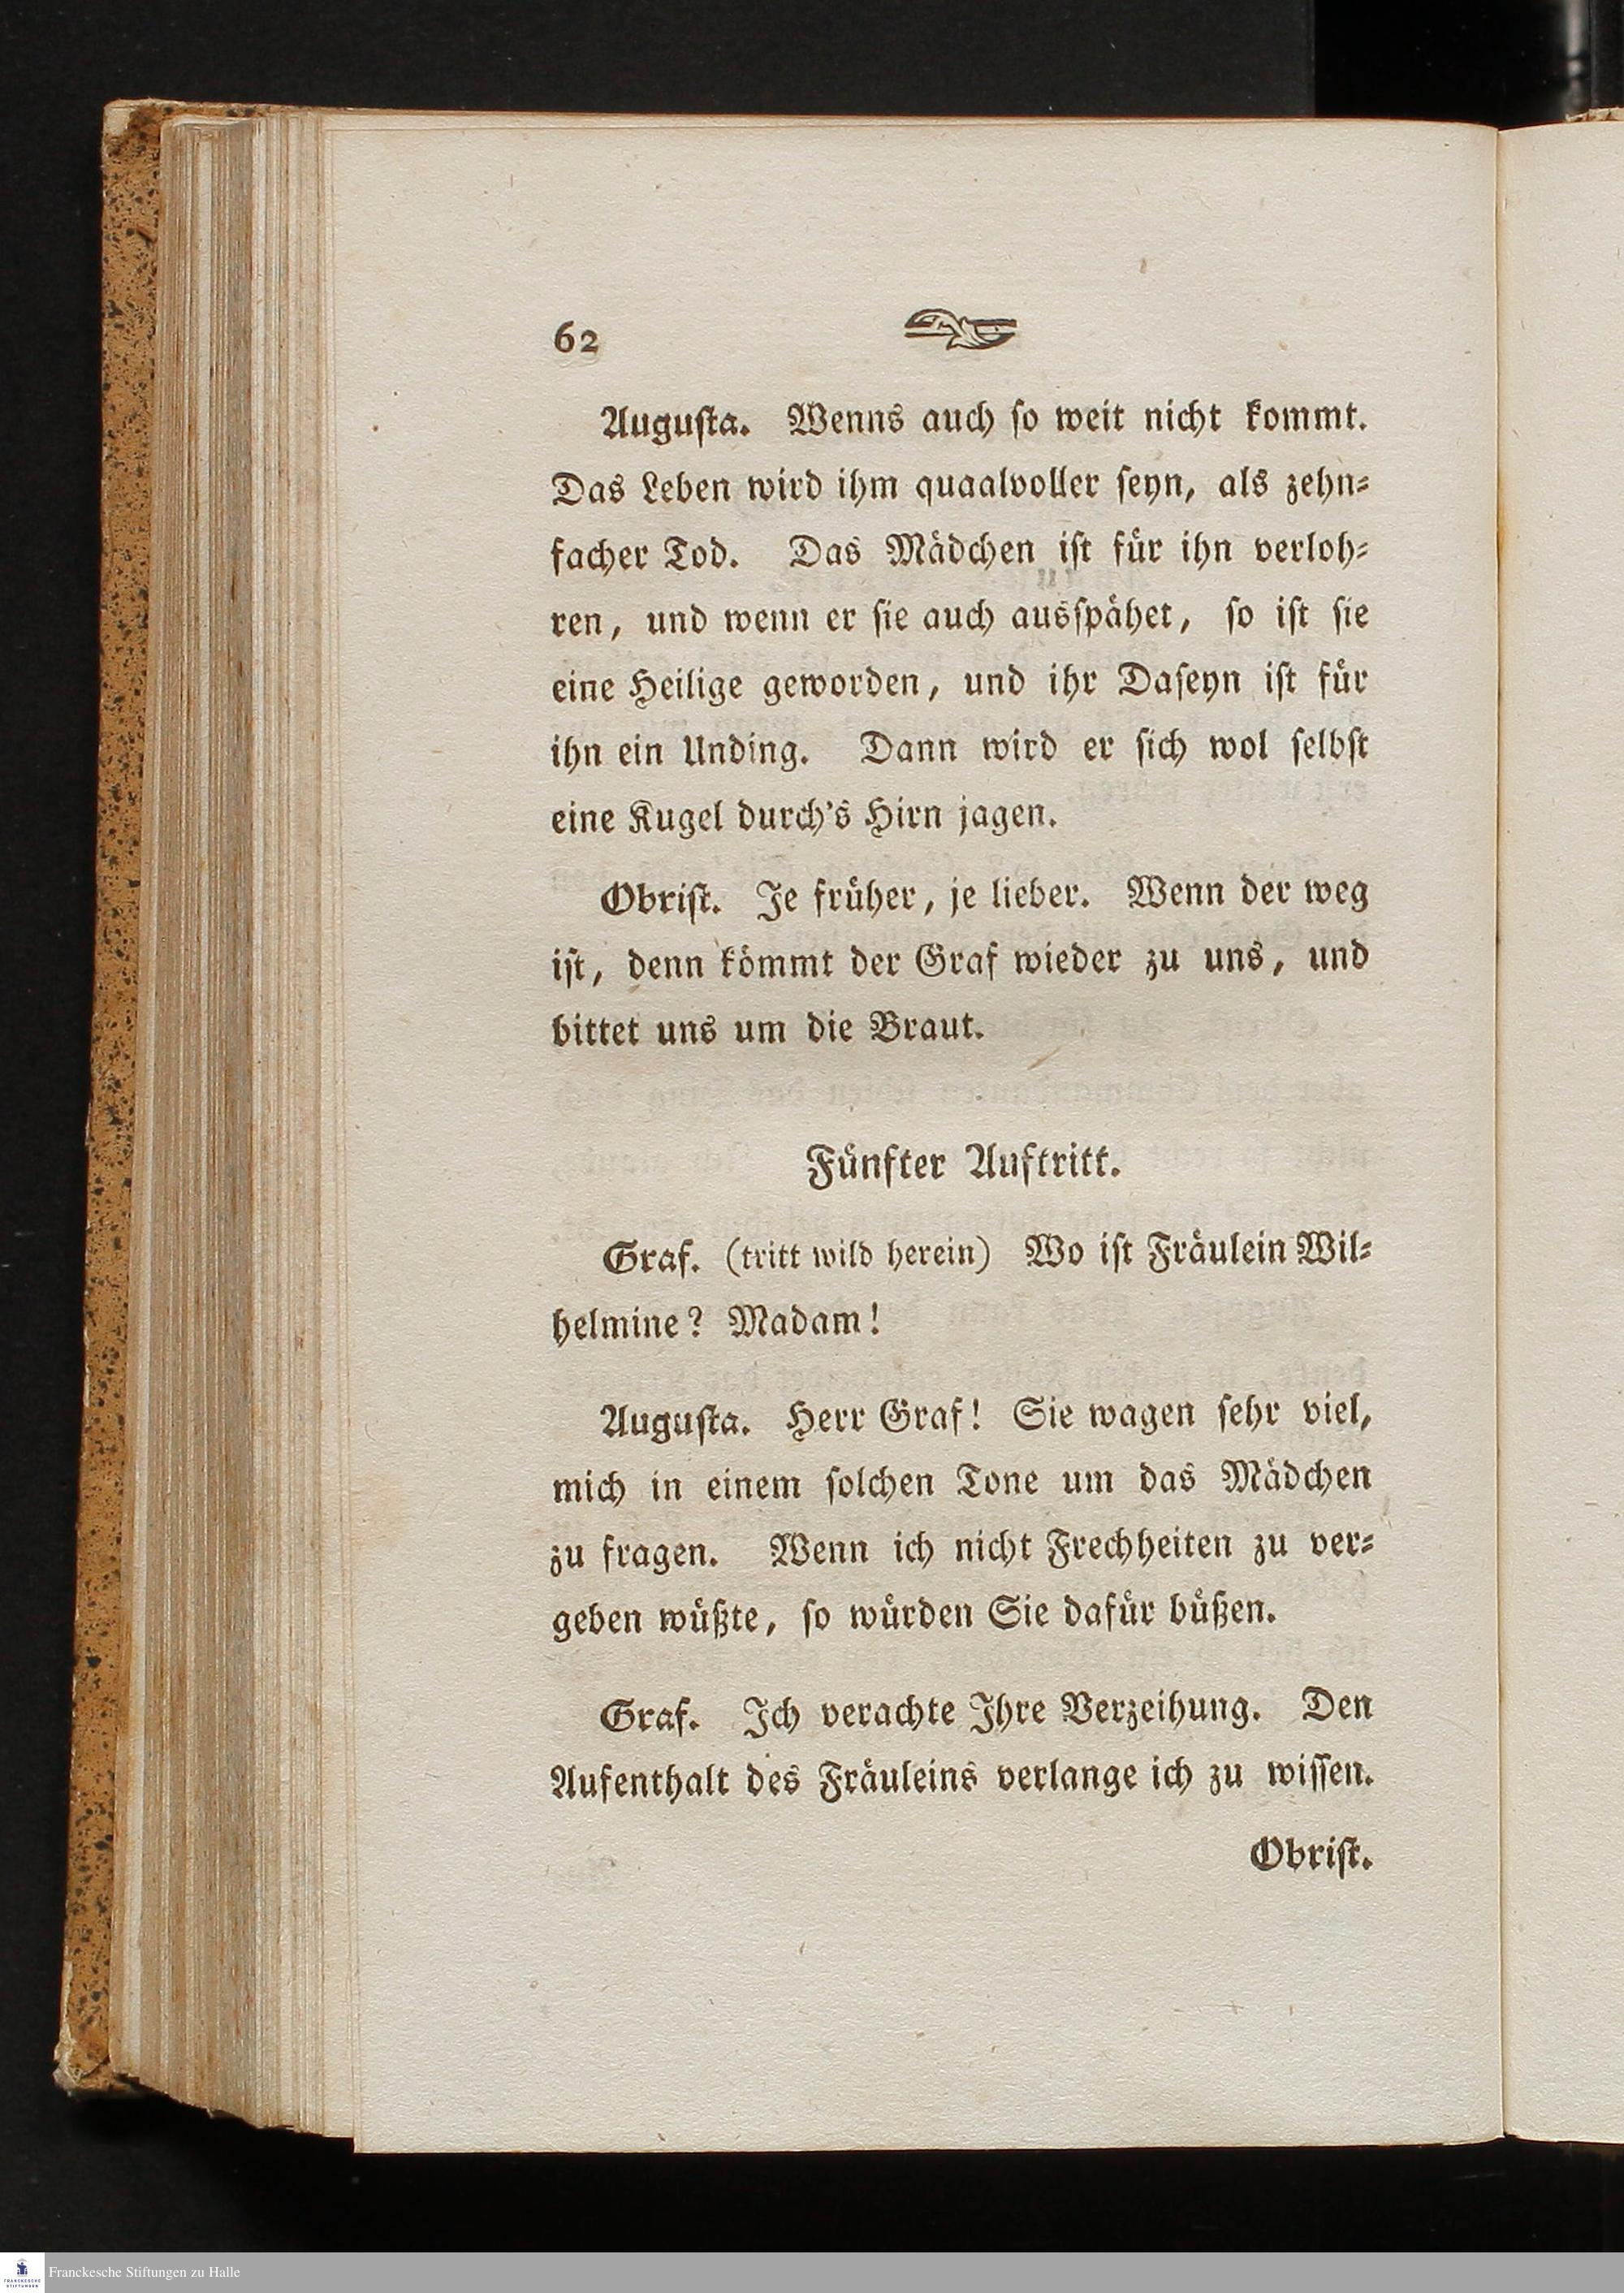 62
Auguſta. Wenns auch ſo weit nicht kommt.
Das Leben wird ihm quaalvoller ſeyn, als zehn⸗
facher Tod. Das Mädchen iſt für ihn verloh⸗
ren, und wenn er ſie auch ausſpähet, ſo iſt ſie
eine Heilige geworden, und ihr Daſeyn iſt für
ihn ein Unding. Dann wird er ſich wol ſelbſt
eine Kugel durch's Hirn jagen.
Obriſt. Je früher, je lieber. Wenn der weg
iſt, denn kömmt der Graf wieder zu uns, und
bittet uns um die Braut.
Fünfter Auftritt.
Graf. (tritt wild herein) Wo iſt Fräulein Wil⸗
helmine? Madam!
Auguſta. Herr Graf! Sie wagen ſehr viel,
mich in einem ſolchen Tone um das Mädchen
zu fragen. Wenn ich nicht Frechheiten zu ver⸗
geben wüßte, ſo würden Sie dafür büßen.
Graf. Ich verachte Ihre Verzeihung. Den
Aufenthalt des Fräuleins verlange ich zu wiſſen.
Obriſt.
FRANCKESCHE
STIFTUNGEN
Franckesche Stiftungen zu Halle